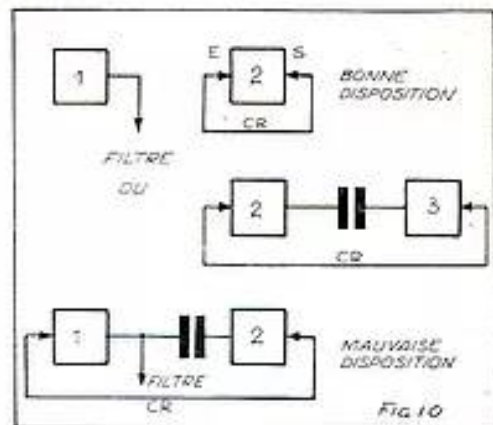 1
E
2
S
BONNE
DISPOSITION
CR
FILTRE
OU
2
3
CR
1
2
MAUVAISE
DISPOSITION
FILTRE
CR
FIG.10